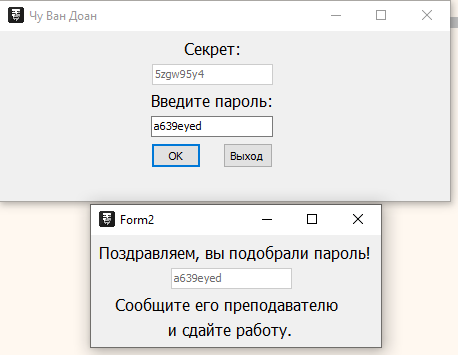 Чу Ван Доан
Секрет:
5zgw95y4
Введите пароль:
a639eyed
OK
Выход
Form2
Поздравляем, вы подобрали пароль!
a639eyed
Сообщите его преподавателю
и сдайте работу.